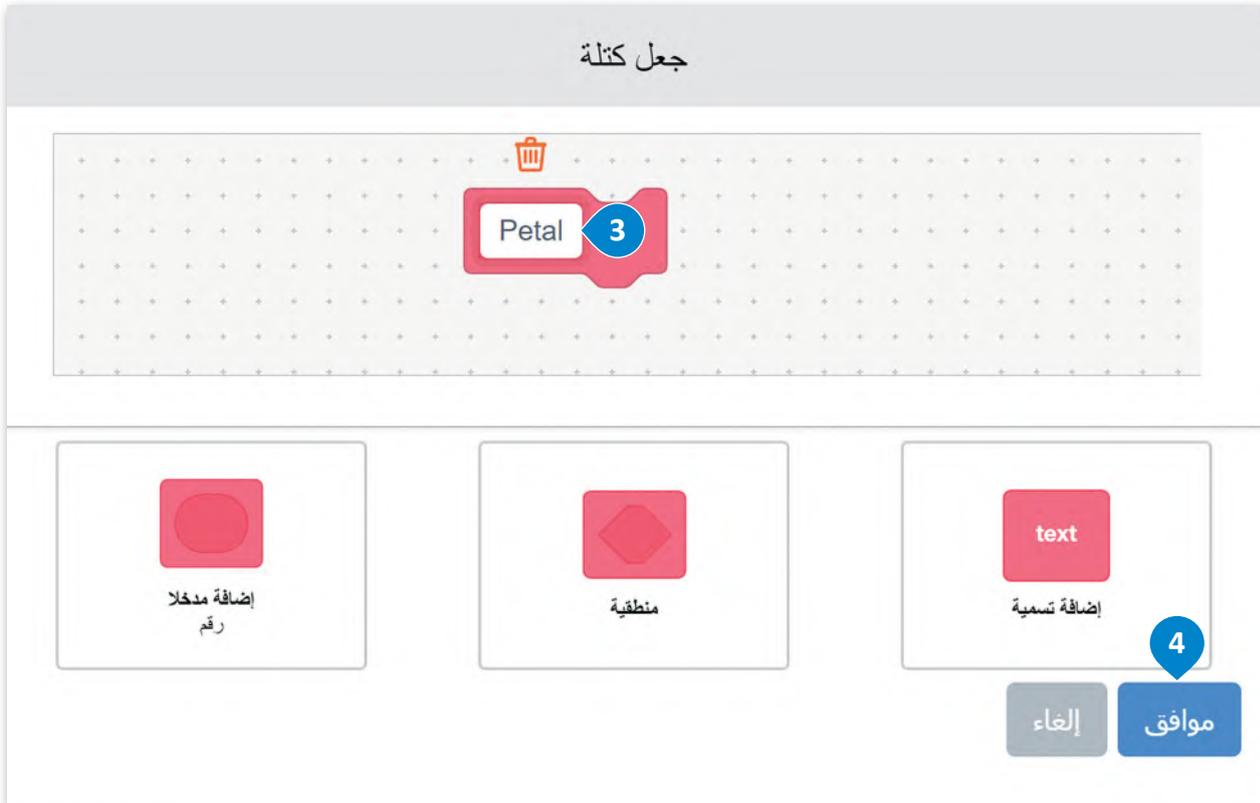 جعل كتلة
Petal
3
text
إضافة تسمية
منطقية
إضافة مدخلا
رقم
4
موافق
إلغاء